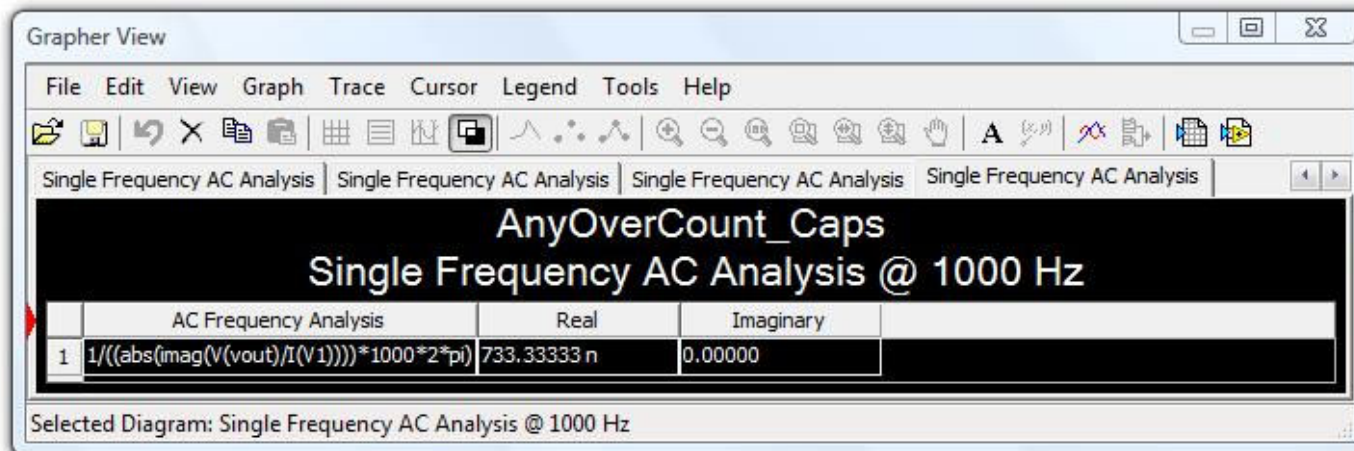 Grapher View
File Edit View Graph Trace Cursor Legend Tools Help
A
Single Frequency AC Analysis Single Frequency AC Analysis Single Frequency AC Analysis Single Frequency AC Analysis
AnyOverCount_Caps
Single Frequency AC Analysis @ 1000 Hz
AC Frequency Analysis Real Imaginary
1 1/((abs(imag(V(vout)/I(V1))))*1000*2*pi) 733.33333 n 0.00000
Selected Diagram: Single Frequency AC Analysis @ 1000 Hz